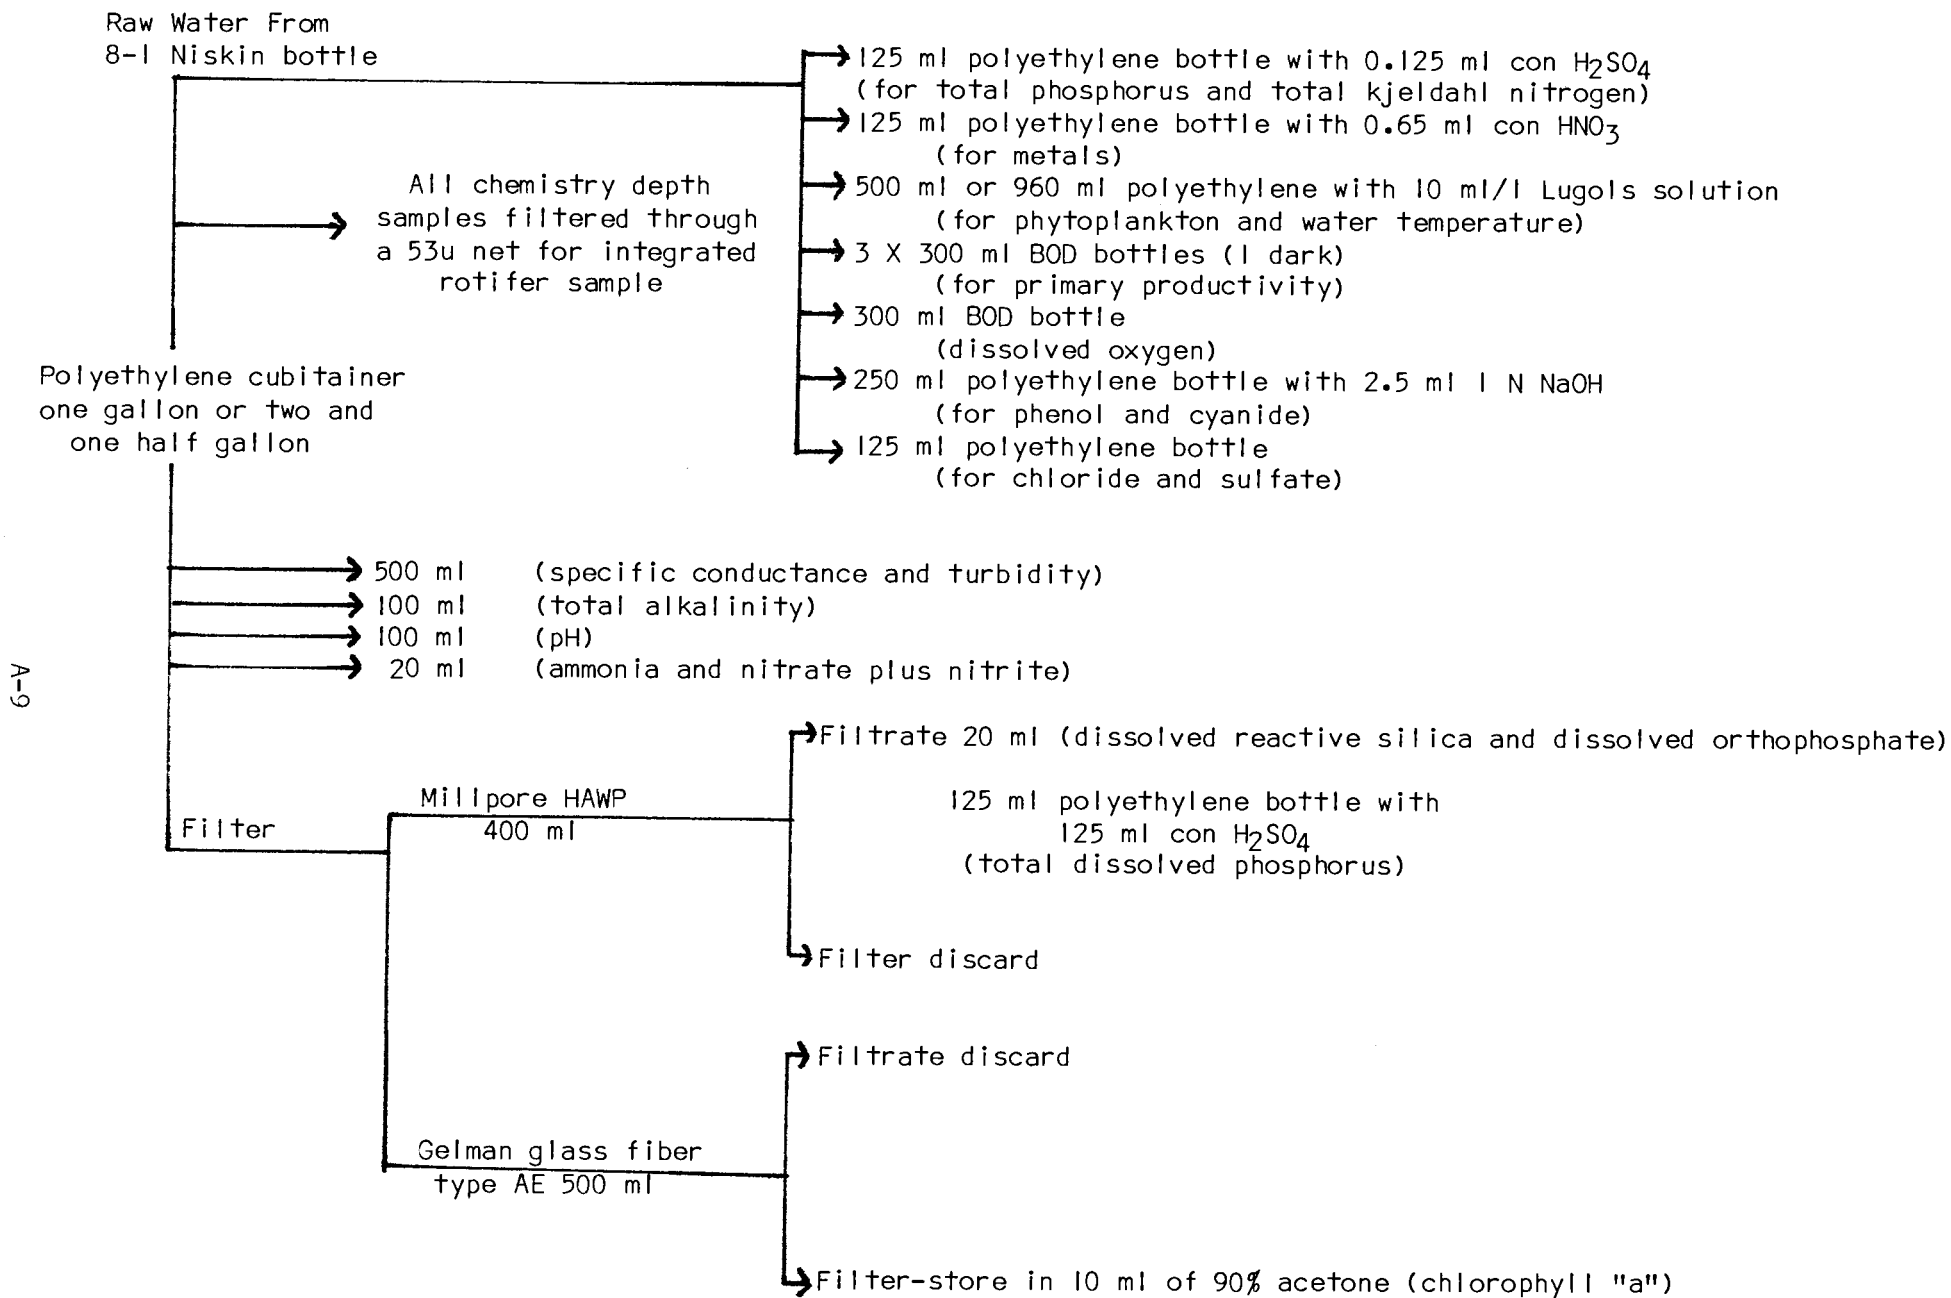 Raw Water From
8-l Niskin bottle
125 ml polyethylene bottle with 0.125 ml con H2SO4
(for total phosphorus and total kjeldahl nitrogen)
125 ml polyethylene bottle with 0.65 ml con HNO3
(for metals)
500 ml or 960 ml polyethylene with 10 ml/l Lugols solution
(for phytoplankton and water temperature)
3 X 300 ml BOD bottles (1 dark)
(for primary productivity)
300 ml BOD bottle
(dissolved oxygen)
250 ml polyethylene bottle with 2.5 ml 1 N NaOH
(for phenol and cyanide)
125 ml polyethylene bottle
(for chloride and sulfate)
All chemistry depth
samples filtered through
a 53u net for integrated
rotifer sample
Polyethylene cubitainer
one gallon or two and
one half gallon
500 ml (specific conductance and turbidity)
100 ml (total alkalinity)
100 ml (pH)
20 ml (ammonia and nitrate plus nitrite)
A-9
Filter
Millpore HAWP
400 ml
Filtrate 20 ml (dissolved reactive silica and dissolved orthophosphate)
125 ml polyethylene bottle with
125 ml con H2SO4
(total dissolved phosphorus)
Filter discard
Filtrate discard
Gelman glass fiber
type AE 500 ml
Filter-store in 10 ml of 90% acetone (chlorophyll "a")